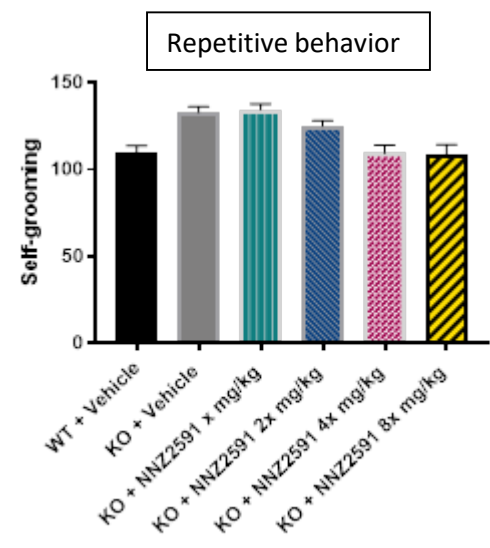 Repetitive behavior
Self-grooming
150
100
50
0
WT + Vehicle
KO + Vehicle
KO + NNZ2591 x mg/kg
KO + NNZ2591 2x mg/kg
KO + NNZ2591 4x mg/kg
KO + NNZ2591 8x mg/kg